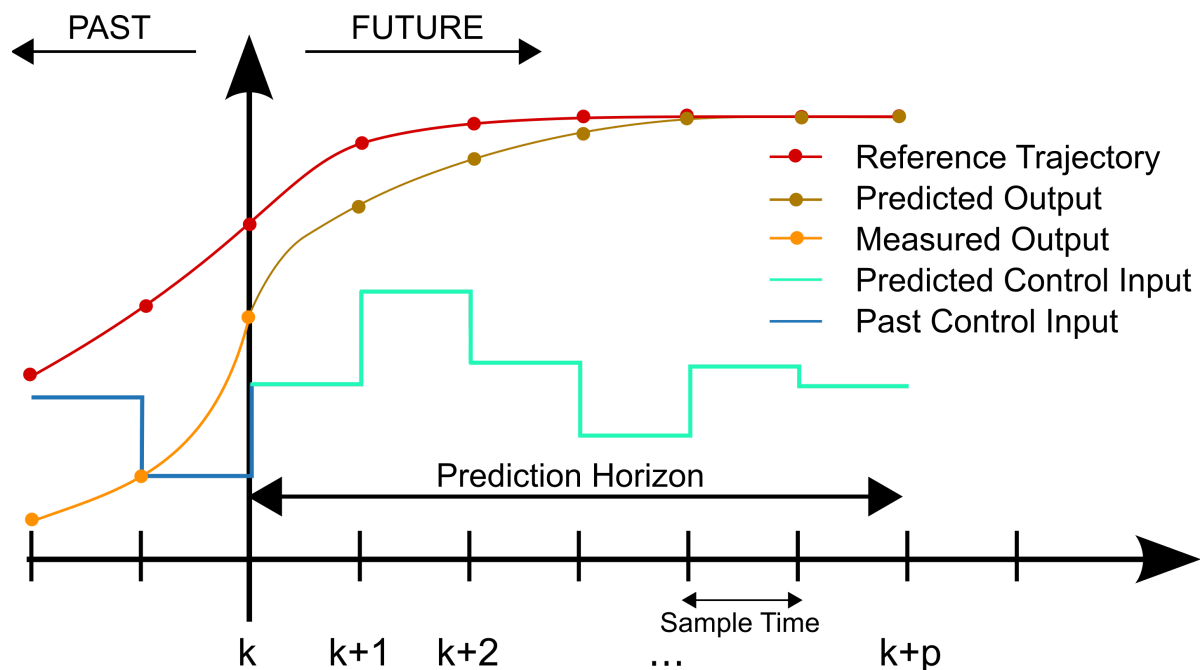 PAST
FUTURE
Reference Trajectory
Predicted Output
Measured Output
Predicted Control Input
Past Control Input
Prediction Horizon
Sample Time
k
k+1
k+2
...
k+p